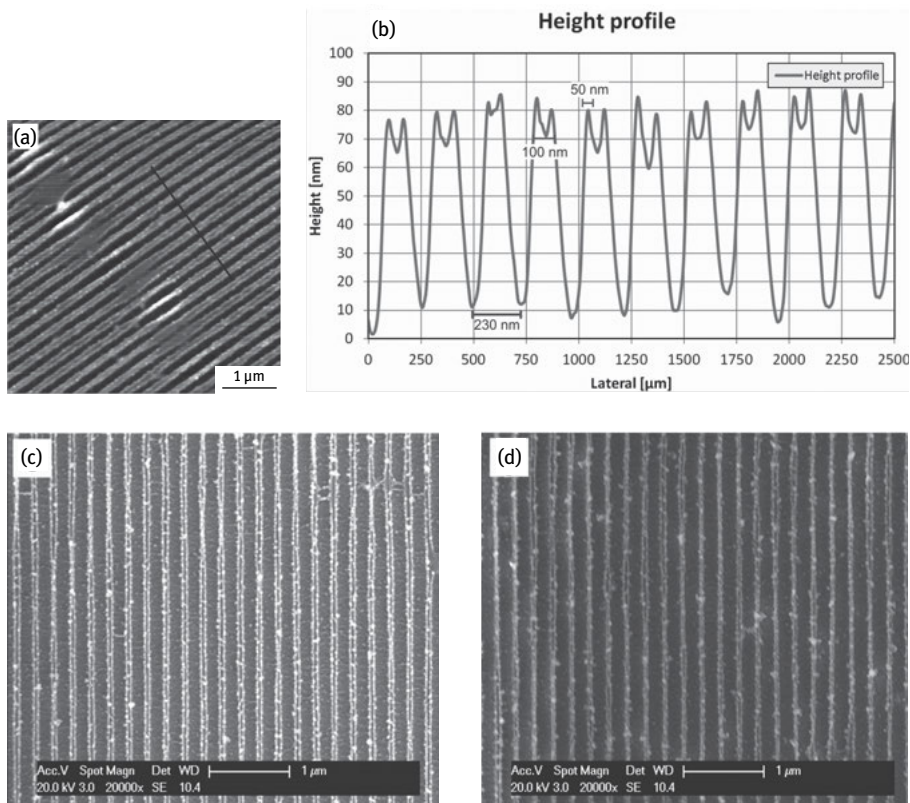 (a)
1 µm
(b)
Height profile
Height profile
Height [nm]
100
90
80
70
60
50
40
30
20
10
0
50 nm
100 nm
230 nm
0 250 500 750 1000 1250 1500 1750 2000 2250 2500
Lateral [µm]
(c)
Acc.V Spot Magn Det WD 1 µm
20.0 kV 3.0 20000x SE 10.4
(d)
Acc.V Spot Magn Det WD 1 µm
20.0 kV 3.0 20000x SE 10.4